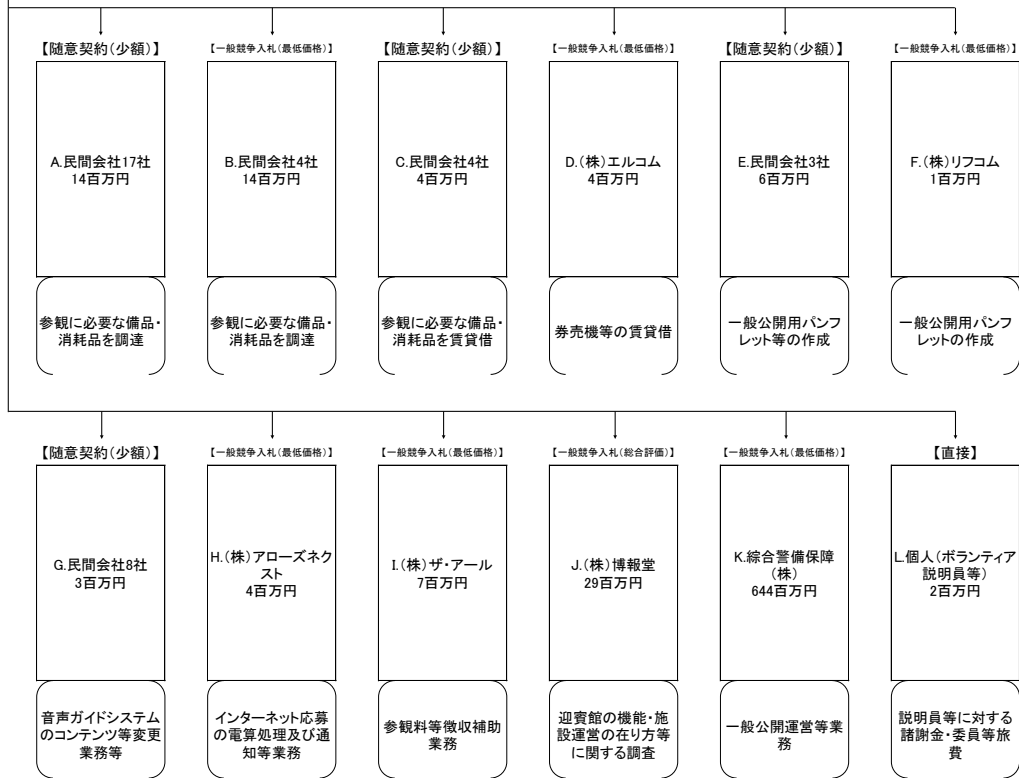 【随意契約(少額)】
【一般競争入札(最低価格)】
【随意契約(少額)】
【一般競争入札(最低価格)】
【随意契約(少額)】
【一般競争入札(最低価格)】
A.民間会社17社
14百万円
B.民間会社4社
14百万円
C.民間会社4社
4百万円
D.(株)エルコム
4百万円
E.民間会社3社
6百万円
F.(株)リフコム
1百万円
参観に必要な備品・
消耗品を調達
参観に必要な備品・
消耗品を調達
参観に必要な備品・
消耗品を賃貸借
券売機等の賃貸借
一般公開用パンフ
レット等の作成
一般公開用パンフ
レットの作成
【随意契約(少額)】
【一般競争入札(最低価格)】
【一般競争入札(最低価格)】
【一般競争入札(総合評価)】
【一般競争入札(最低価格)】
【直接】
G.民間会社8社
3百万円
H.(株)アローズネク
スト
4百万円
I.(株)ザ・アール
7百万円
J.(株)博報堂
29百万円
K.綜合警備保障
(株)
644百万円
L.個人(ボランティア
説明員等)
2百万円
音声ガイドシステム
のコンテンツ等変更
業務等
インターネット応募
の電算処理及び通
知等業務
参観料等徴収補助
業務
迎賓館の機能・施
設運営の在り方等
に関する調査
一般公開運営等業
務
説明員等に対する
諸謝金・委員等旅
費